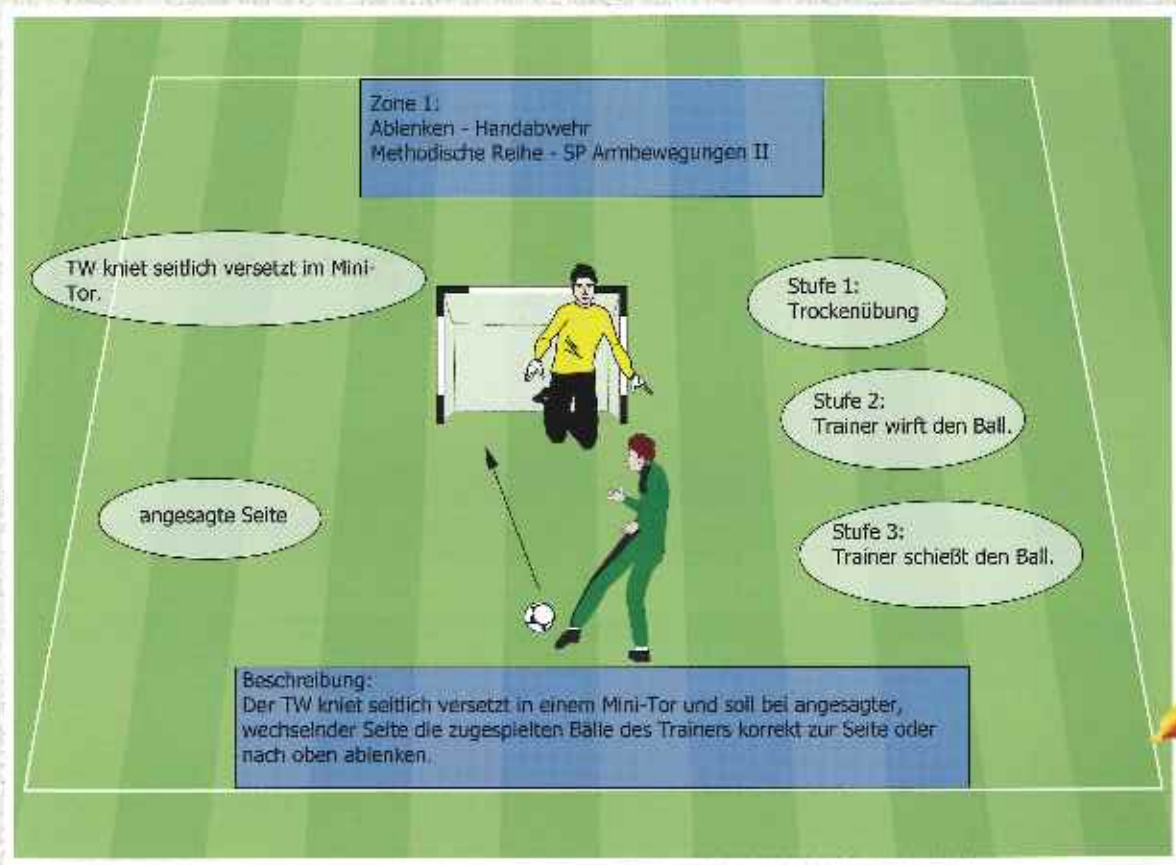 Zone 1:
Ablenken - Handabwehr
Methodische Reihe - SP Armbewegungen II
TW kniet seitlich versetzt im Mini-
Tor.
Stufe 1:
Trockenübung
Stufe 2:
Trainer wirft den Ball.
angesagte Seite
Stufe 3:
Trainer schießt den Ball.
Beschreibung:
Der TW kniet seitlich versetzt in einem Mini-Tor und soll bei angesagter,
wechselnder Seite die zugespielten Bälle des Trainers korrekt zur Seite oder
nach oben ablenken.